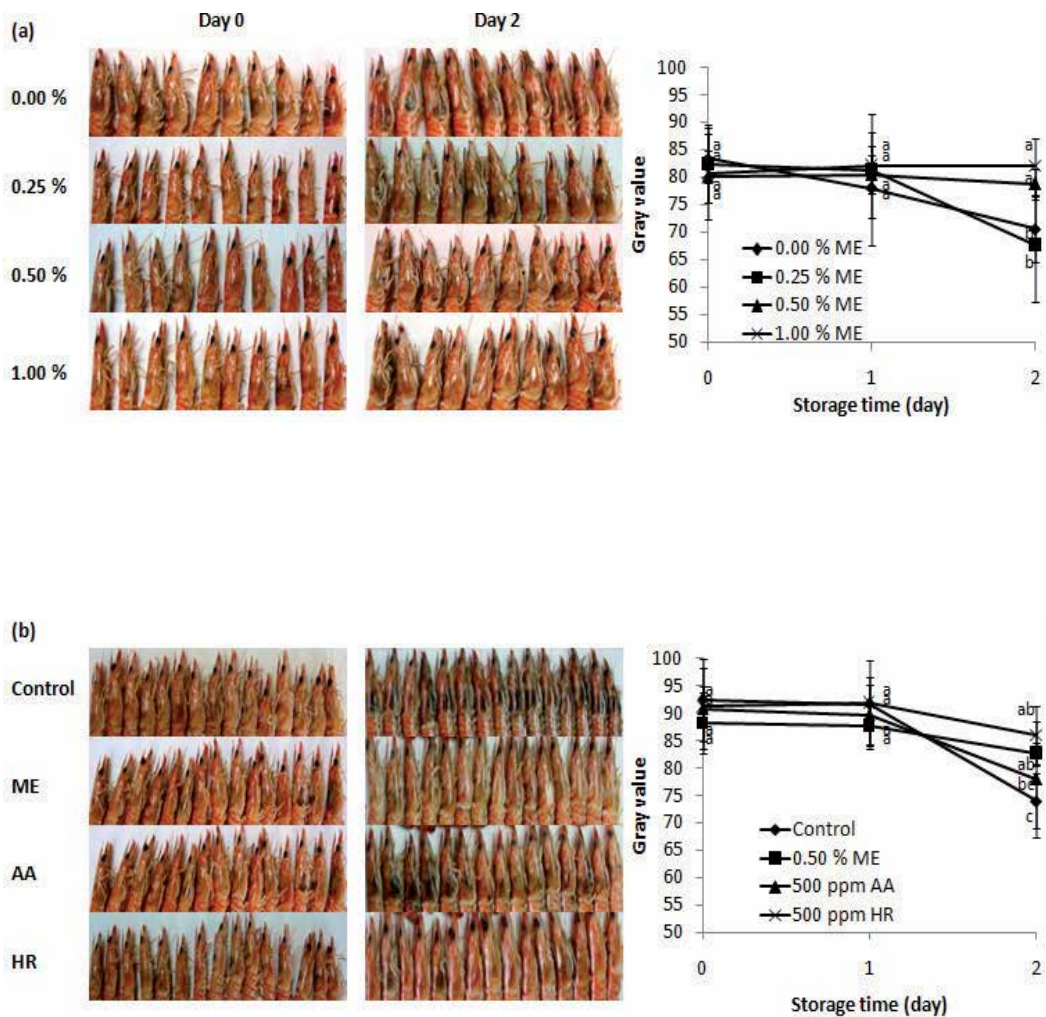 (a)
Day 0
Day 2
0.00 %
0.25 %
0.50 %
1.00 %
Gray value
100
95
90
85
80
75
70
65
60
55
50
a
a
a
a
a
a
a
a
a
a
b
0.00 % ME
0.25 % ME
0.50 % ME
1.00 % ME
0
1
2
Storage time (day)
(b)
Control
ME
AA
HR
Gray value
100
95
90
85
80
75
70
65
60
55
50
a
a
a
a
a
a
ab
ab
bc
c
Control
0.50 % ME
500 ppm AA
500 ppm HR
0
1
2
Storage time (day)